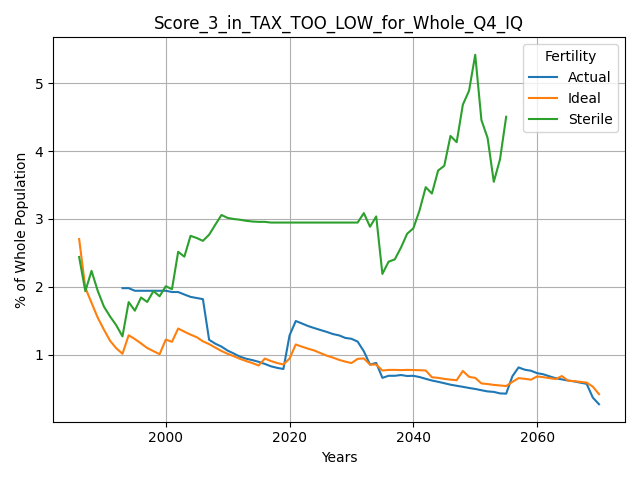 Score_3_in_TAX_TOO_LOW_for_Whole_Q4_IQ
Fertility
Actual
Ideal
Sterile
% of Whole Population
5
4
3
2
1
2000
2020
2040
2060
Years